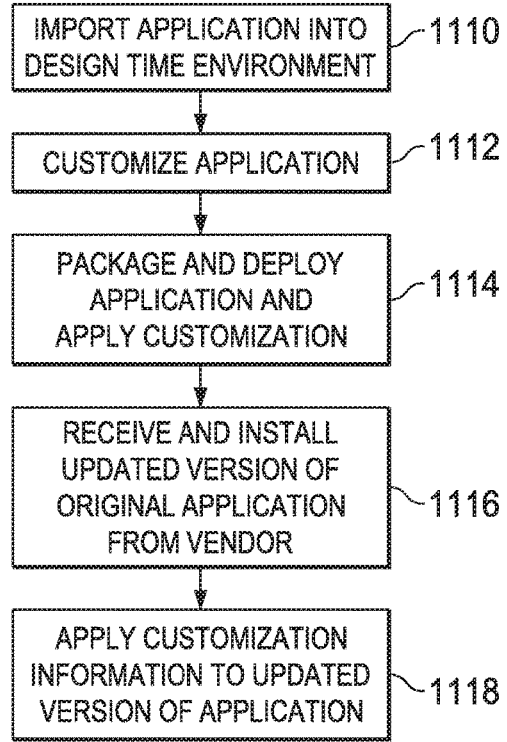 IMPORT APPLICATION INTO
DESIGN TIME ENVIRONMENT
1110
CUSTOMIZE APPLICATION
1112
PACKAGE AND DEPLOY
APPLICATION AND
APPLY CUSTOMIZATION
1114
RECEIVE AND INSTALL
UPDATED VERSION OF
ORIGINAL APPLICATION
FROM VENDOR
1116
APPLY CUSTOMIZATION
INFORMATION TO UPDATED
VERSION OF APPLICATION
1118